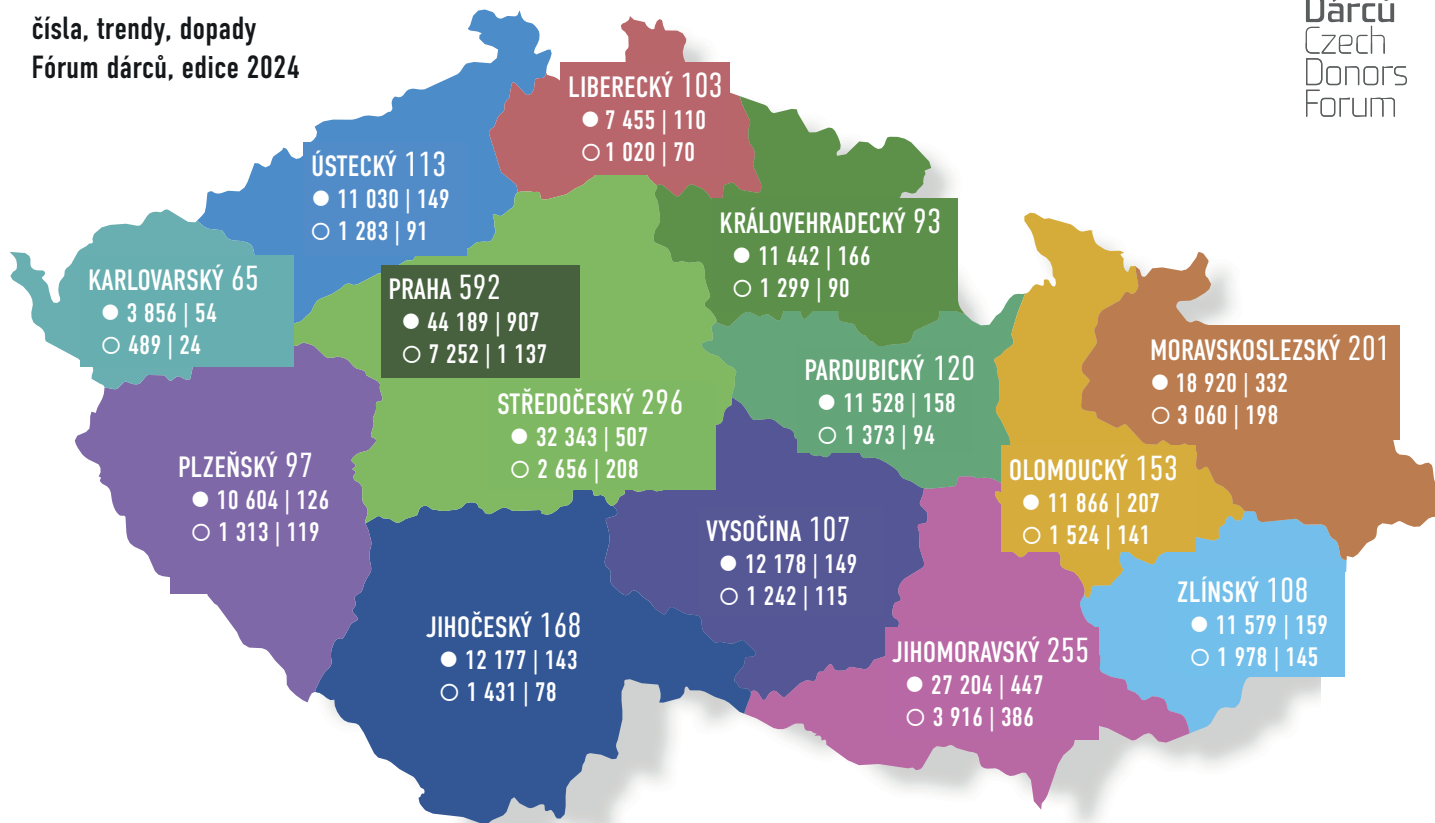 čísla, trendy, dopady
Fórum dárců, edice 2024
Dárců
Czech
Donors
Forum
LIBERECKÝ 103
7 455 | 110
1 020 | 70
ÚSTECKÝ 113
11 030 | 149
1 283 | 91
KRÁLOVEHRADECKÝ 93
11 442 | 166
1 299 | 90
KARLOVARSKÝ 65
3 856 | 54
489 | 24
PRAHA 592
44 189 | 907
7 252 | 1 137
MORAVSKOSLEZSKÝ 201
18 920 | 332
3 060 | 198
PARDUBICKÝ 120
11 528 | 158
1 373 | 94
STŘEDOČESKÝ 296
32 343 | 507
2 656 | 208
PLZEŇSKÝ 97
10 604 | 126
1 313 | 119
OLOMOUCKÝ 153
11 866 | 207
1 524 | 141
VYSOČINA 107
12 178 | 149
1 242 | 115
ZLÍNSKÝ 108
11 579 | 159
1 978 | 145
JIHOČESKÝ 168
12 177 | 143
1 431 | 78
JIHOMORAVSKÝ 255
27 204 | 447
3 916 | 386